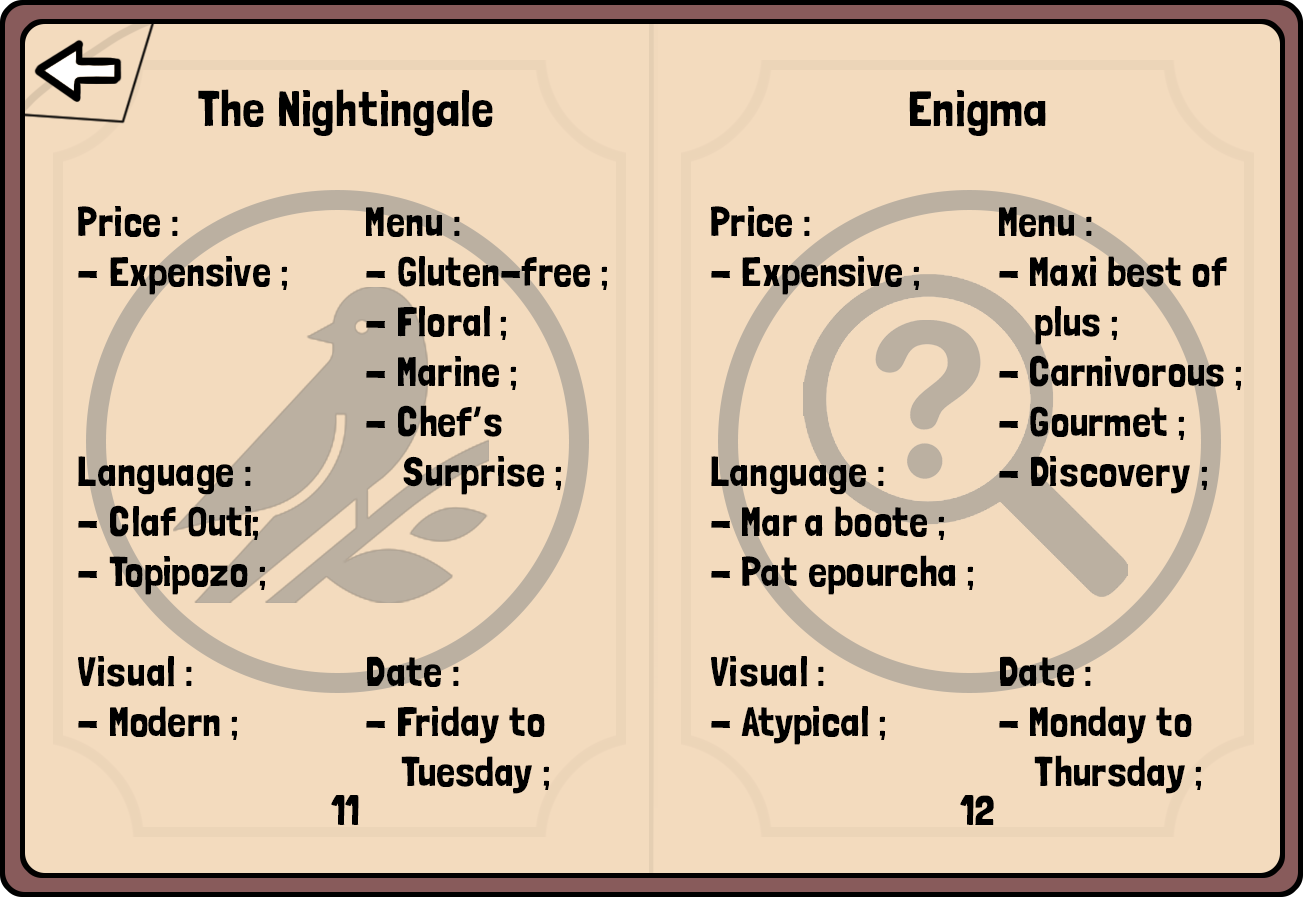 The Nightingale
Price :
– Expensive ;
Language :
– Claf Outi;
– Topipozo ;
Visual :
– Modern ;
Menu :
– Gluten-free ;
– Floral ;
– Marine ;
– Chef's
Surprise ;
Date :
– Friday to
Tuesday ;
11
Enigma
Price :
– Expensive ;
Language :
– Mar a boote ;
– Pat epourcha ;
Visual :
– Atypical ;
Menu :
– Maxi best of
plus ;
– Carnivorous ;
– Gourmet ;
– Discovery ;
Date :
– Monday to
Thursday ;
12